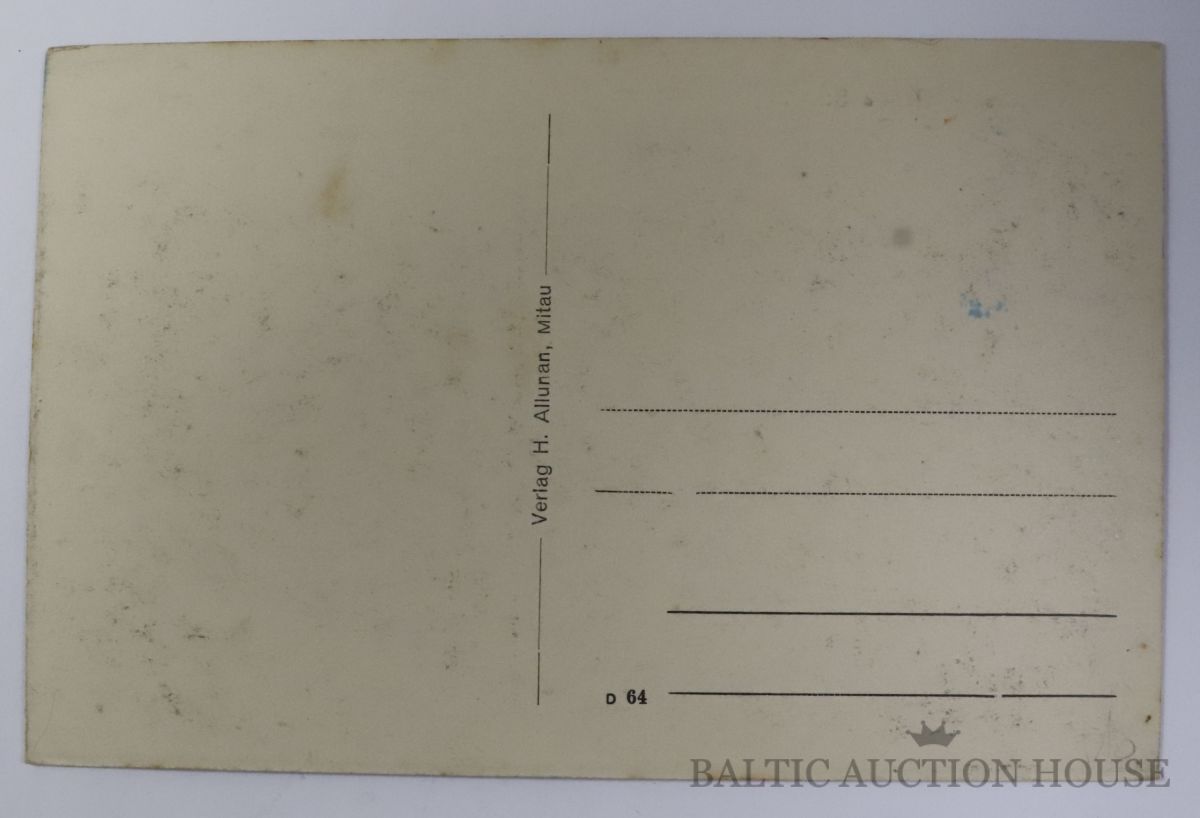 Verlag H. Allunan, Mitau
D 64
BALTIC AUCTION HOUSE